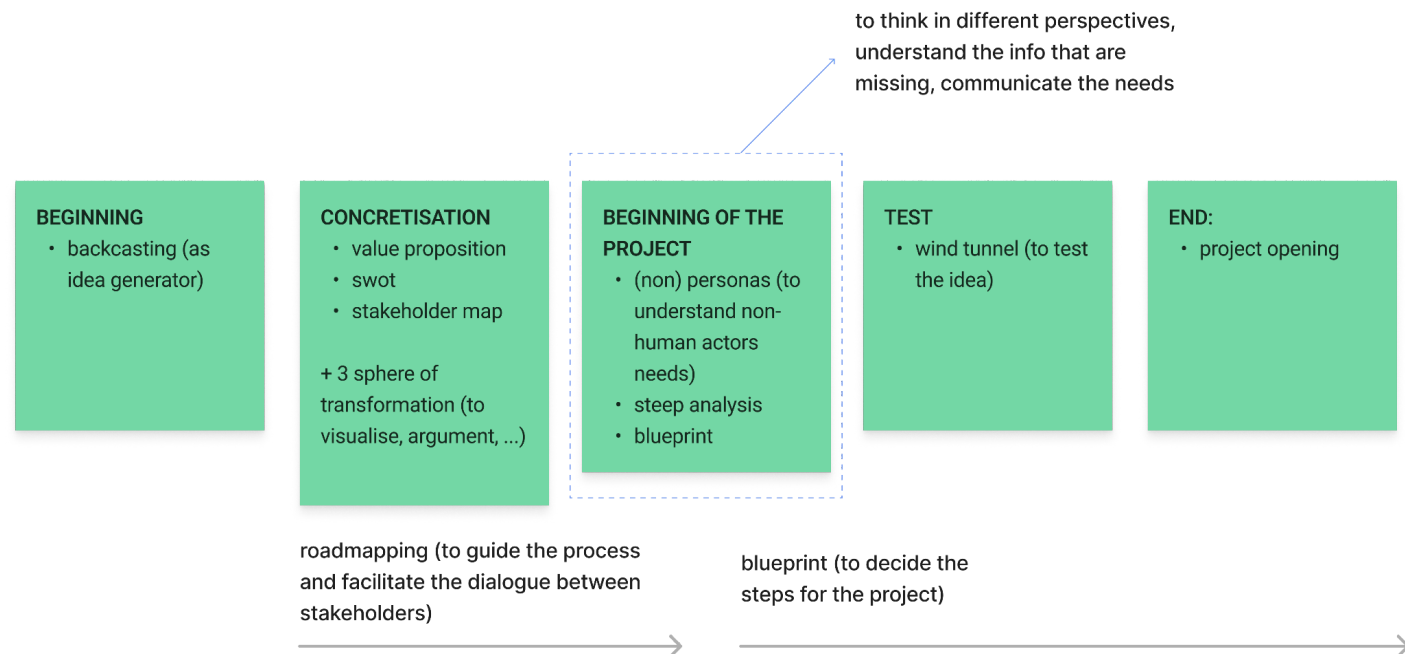 to think in different perspectives,
understand the info that are
missing, communicate the needs
BEGINNING
• backcasting (as
idea generator)
CONCRETISATION
• value proposition
• swot
• stakeholder map
+ 3 sphere of
transformation (to
visualise, argument, ...)
BEGINNING OF THE
PROJECT
• (non) personas (to
understand non-
human actors
needs)
• steep analysis
• blueprint
TEST
• wind tunnel (to test
the idea)
END:
• project opening
roadmapping (to guide the process
and facilitate the dialogue between
stakeholders)
blueprint (to decide the
steps for the project)